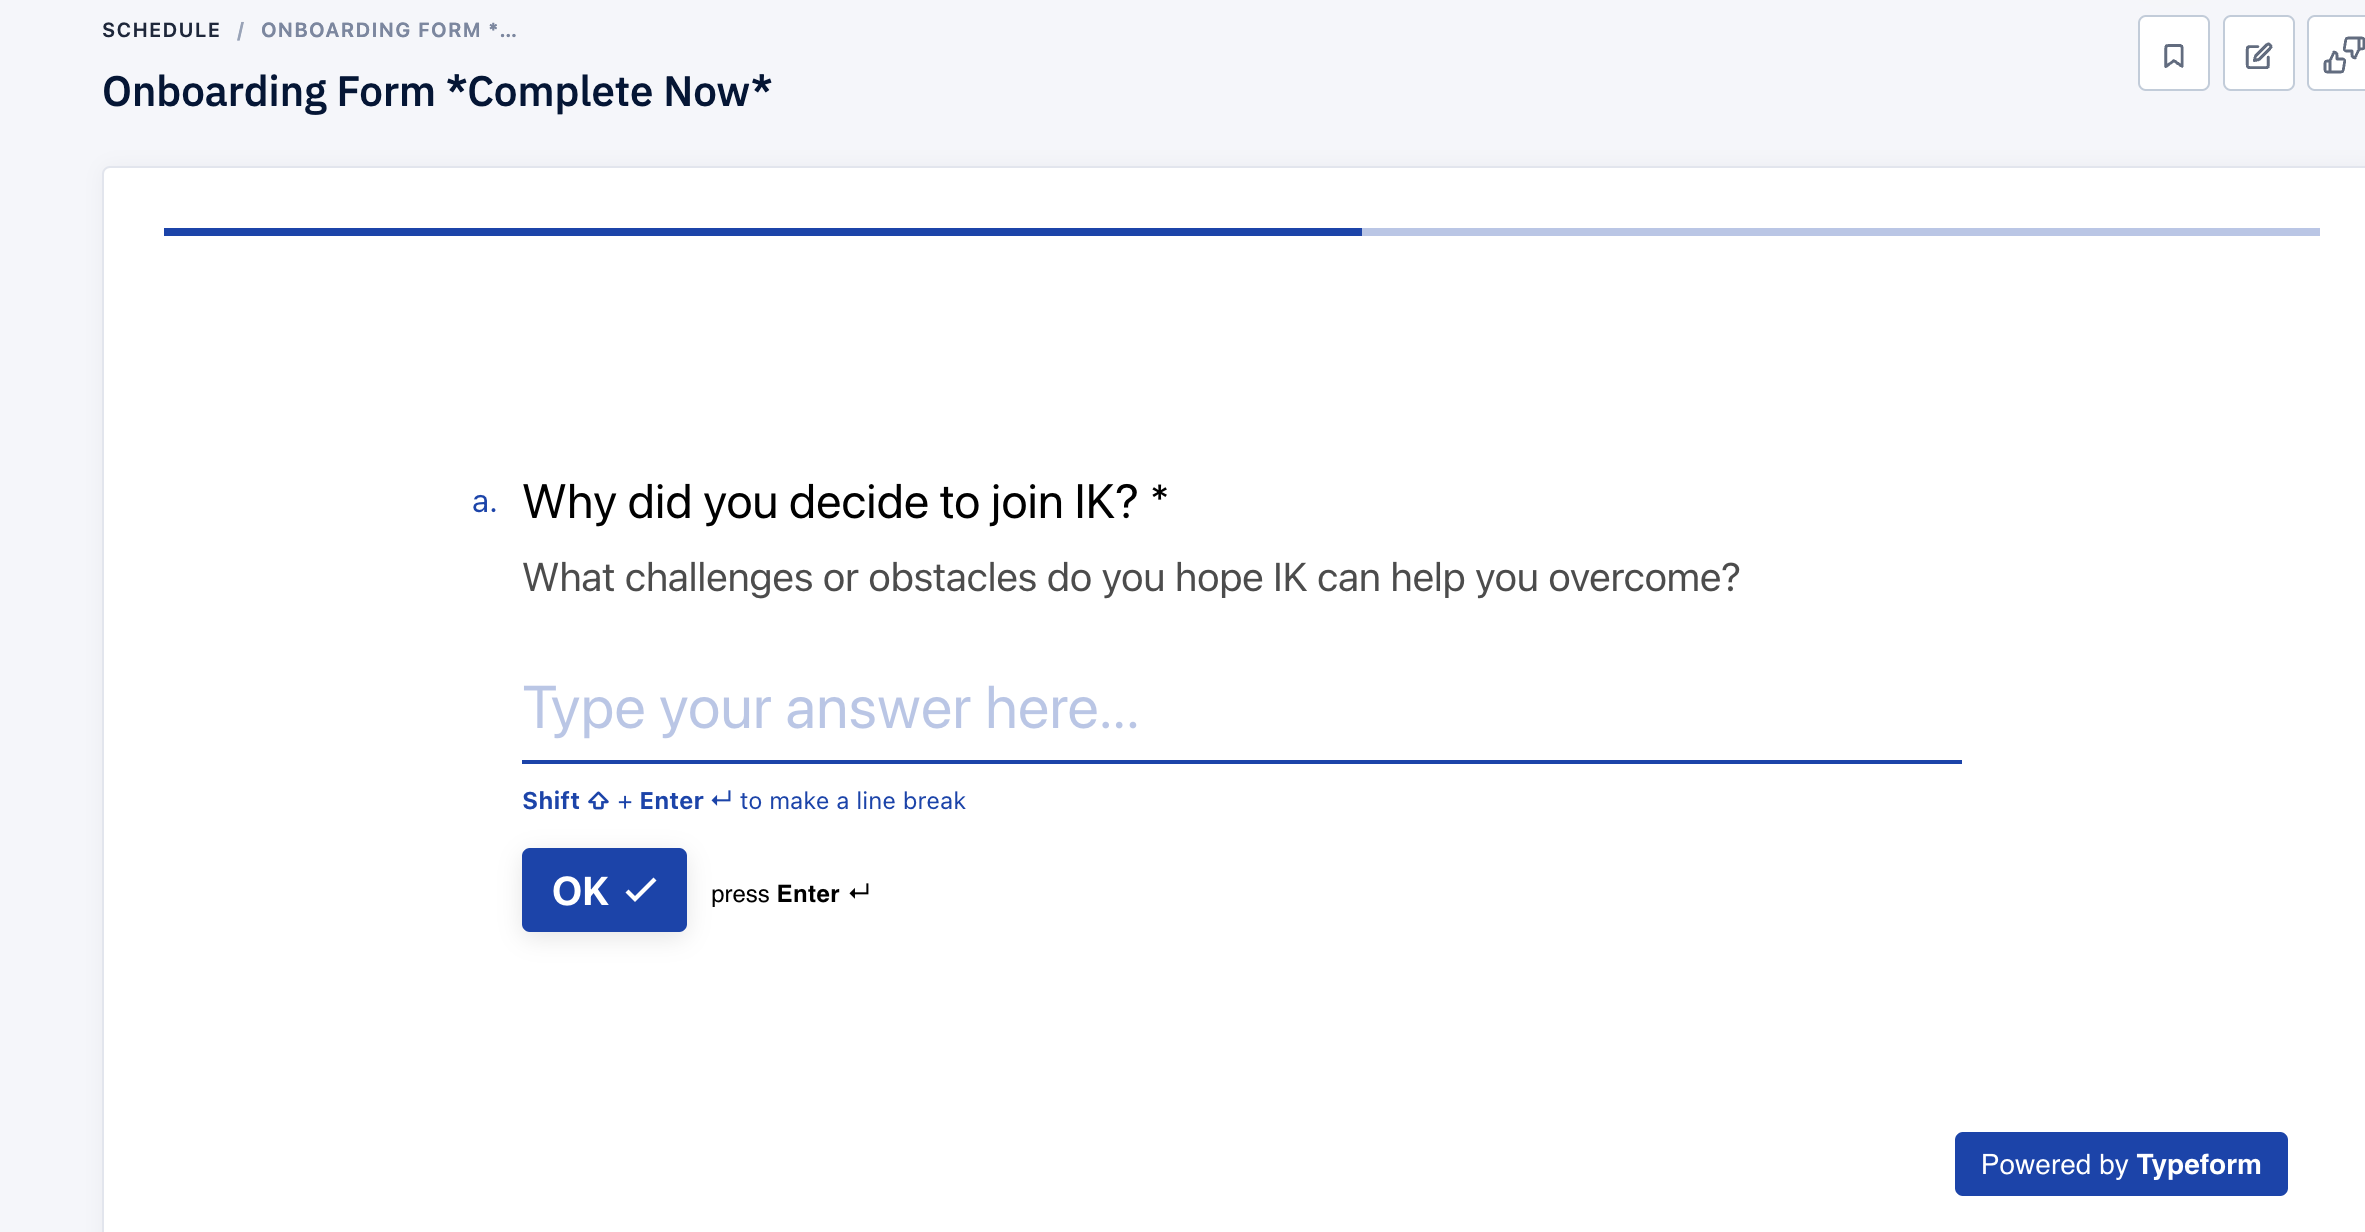 SCHEDULE / ONBOARDING FORM *...
Onboarding Form *Complete Now*
a. Why did you decide to join IK? *
What challenges or obstacles do you hope IK can help you overcome?
Type your answer here...
Shift ⇧ + Enter ↵ to make a line break
OK ✓ press Enter ↵
Powered by Typeform